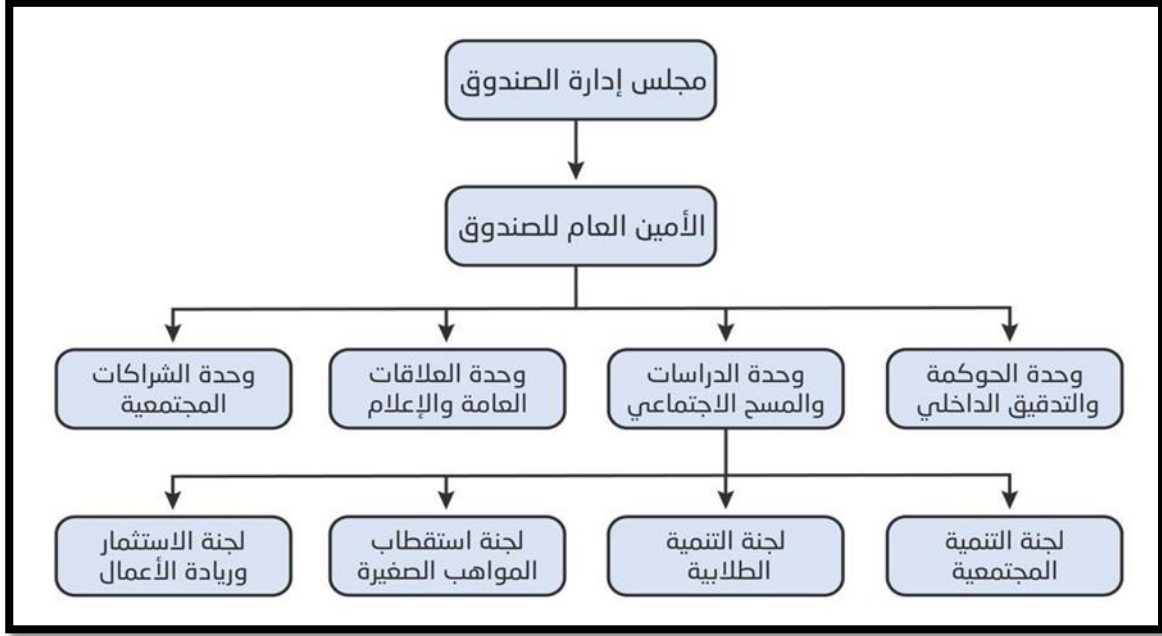 مجلس إدارة الصندوق
الأمين العام للصندوق
وحدة الحوكمة
والتدقيق الداخلي
وحدة الدراسات
والمسح الاجتماعي
وحدة العلاقات
العامة والإعلام
وحدة الشراكات
المجتمعية
لجنة التنمية
المجتمعية
لجنة التنمية
الطلابية
لجنة استقطاب
المواهب الصغيرة
لجنة الاستثمار
وريادة الأعمال